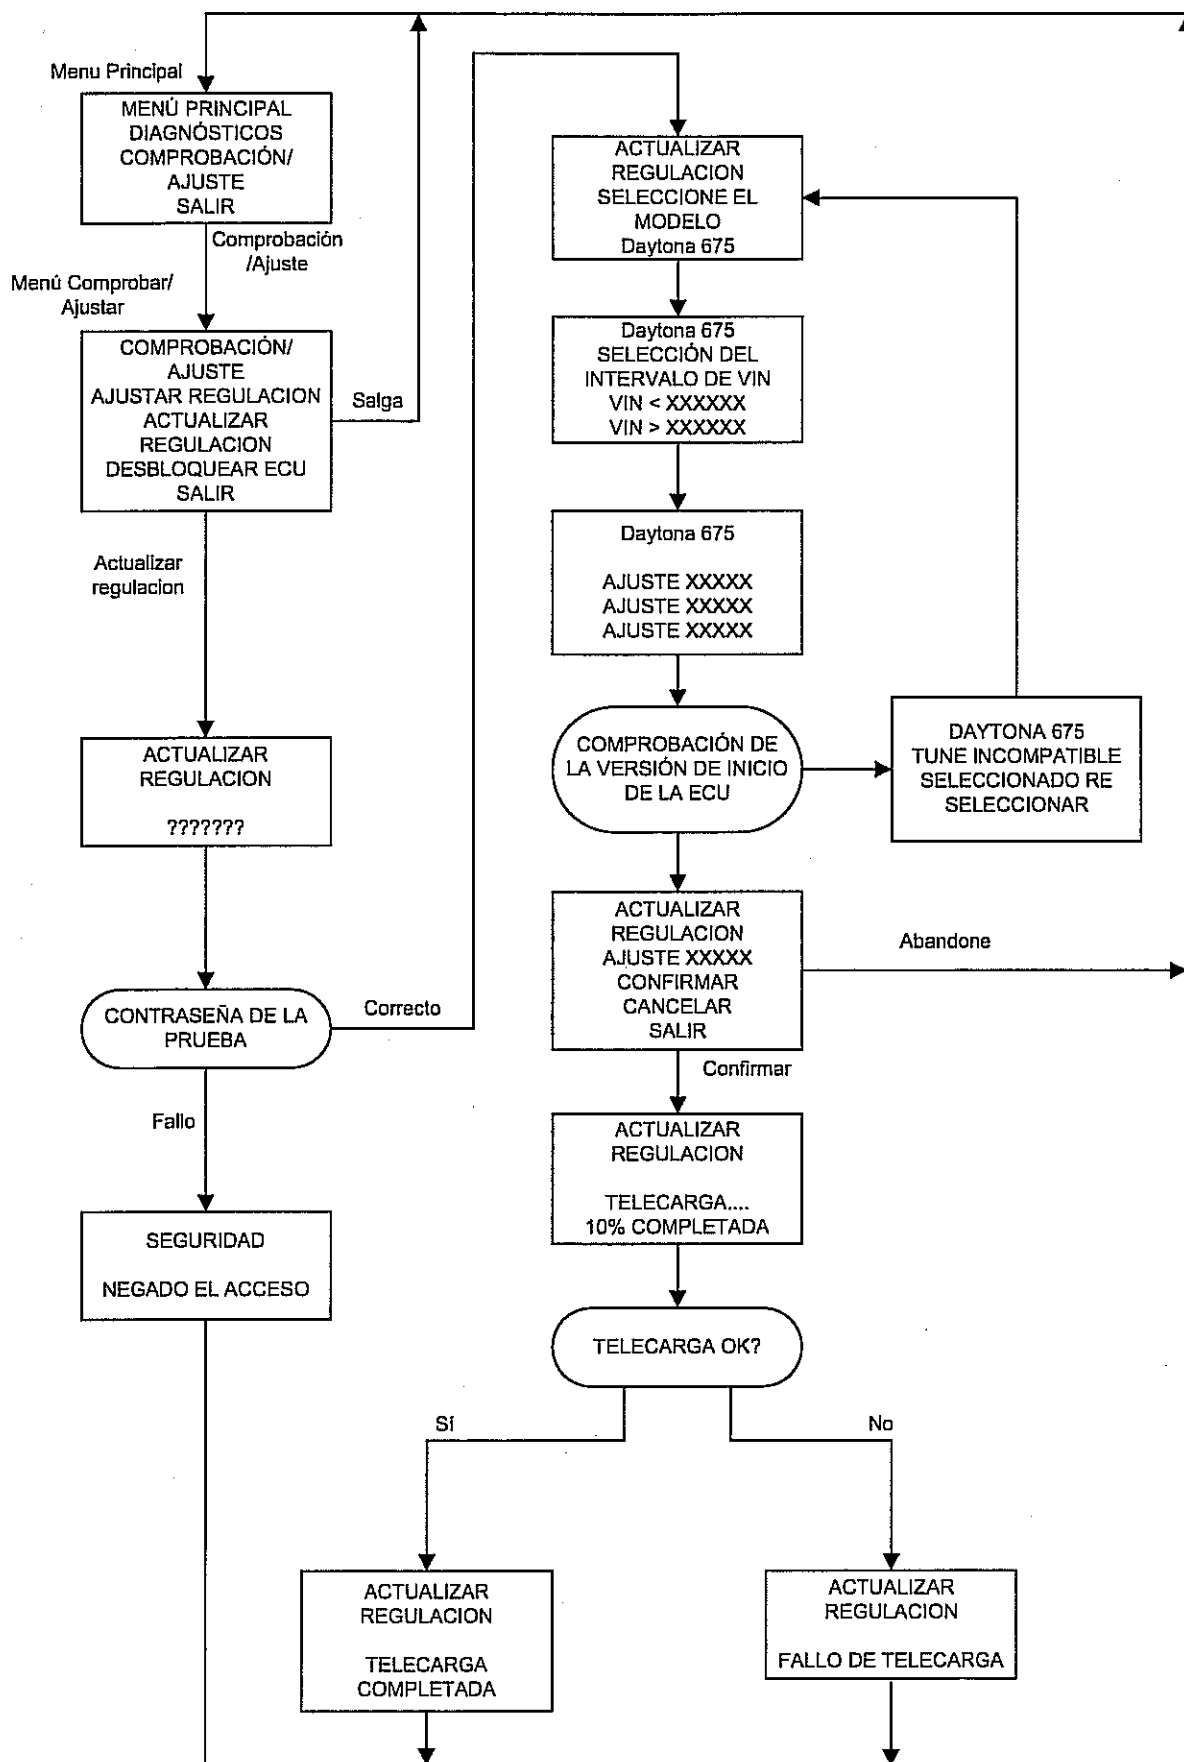 Menu Principal
MENÚ PRINCIPAL
DIAGNÓSTICOS
COMPROBACIÓN/
AJUSTE
SALIR
Comprobación
/Ajuste
Menú Comprobar/
Ajustar
COMPROBACIÓN/
AJUSTE
AJUSTAR REGULACION
ACTUALIZAR
REGULACION
DESBLOQUEAR ECU
SALIR
Salga
Actualizar
regulacion
ACTUALIZAR
REGULACION
???????
CONTRASEÑA DE LA
PRUEBA
Correcto
Fallo
SEGURIDAD
NEGADO EL ACCESO
ACTUALIZAR
REGULACION
SELECCIONE EL
MODELO
Daytona 675
Daytona 675
SELECCIÓN DEL
INTERVALO DE VIN
VIN < XXXXXX
VIN > XXXXXX
Daytona 675
AJUSTE XXXXX
AJUSTE XXXXX
AJUSTE XXXXX
COMPROBACIÓN DE
LA VERSIÓN DE INICIO
DE LA ECU
DAYTONA 675
TUNE INCOMPATIBLE
SELECCIONADO RE
SELECCIONAR
ACTUALIZAR
REGULACION
AJUSTE XXXXX
CONFIRMAR
CANCELAR
SALIR
Abandone
Confirmar
ACTUALIZAR
REGULACION
TELECARGA....
10% COMPLETADA
TELECARGA OK?
Sí
No
ACTUALIZAR
REGULACION
TELECARGA
COMPLETADA
ACTUALIZAR
REGULACION
FALLO DE TELECARGA